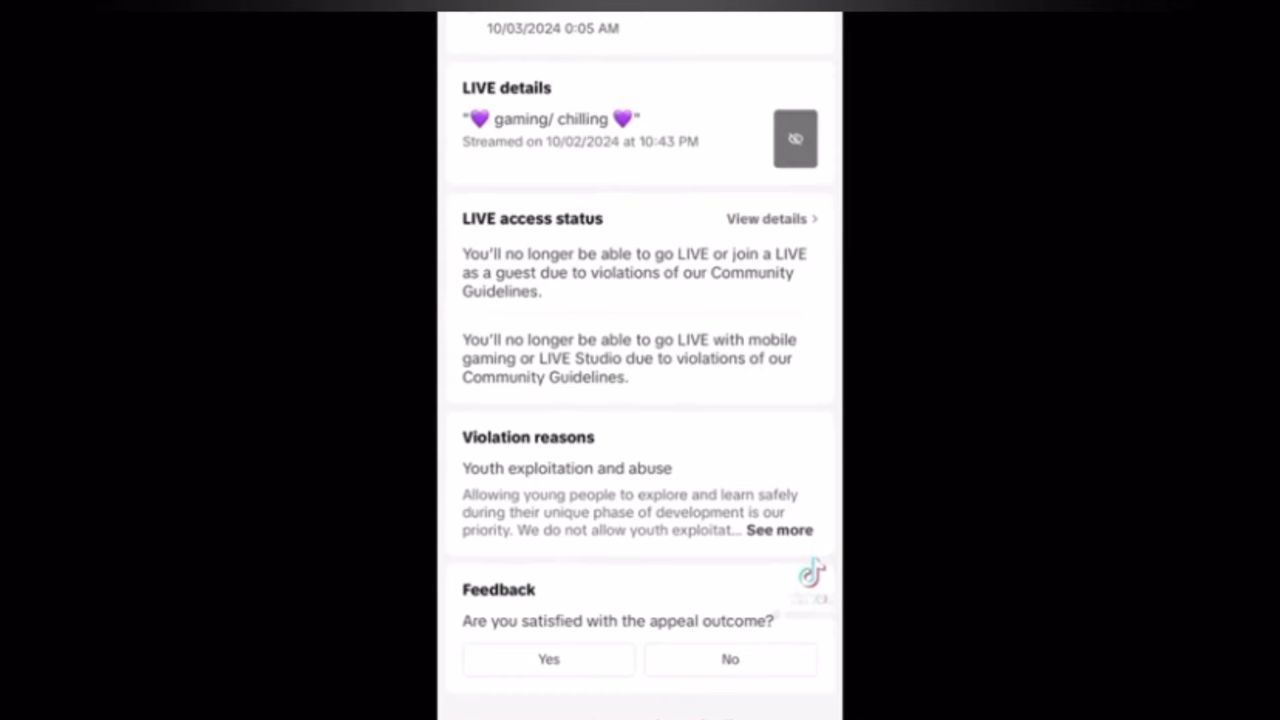 10/03/2024 0:05 AM
LIVE details
"💜 gaming/ chilling 💜"
Streamed on 10/02/2024 at 10:43 PM
LIVE access status View details >
You'll no longer be able to go LIVE or join a LIVE
as a guest due to violations of our Community
Guidelines.
You'll no longer be able to go LIVE with mobile
gaming or LIVE Studio due to violations of our
Community Guidelines.
Violation reasons
Youth exploitation and abuse
Allowing young people to explore and learn safely
during their unique phase of development is our
priority. We do not allow youth exploitat... See more
Feedback
Are you satisfied with the appeal outcome?
Yes No